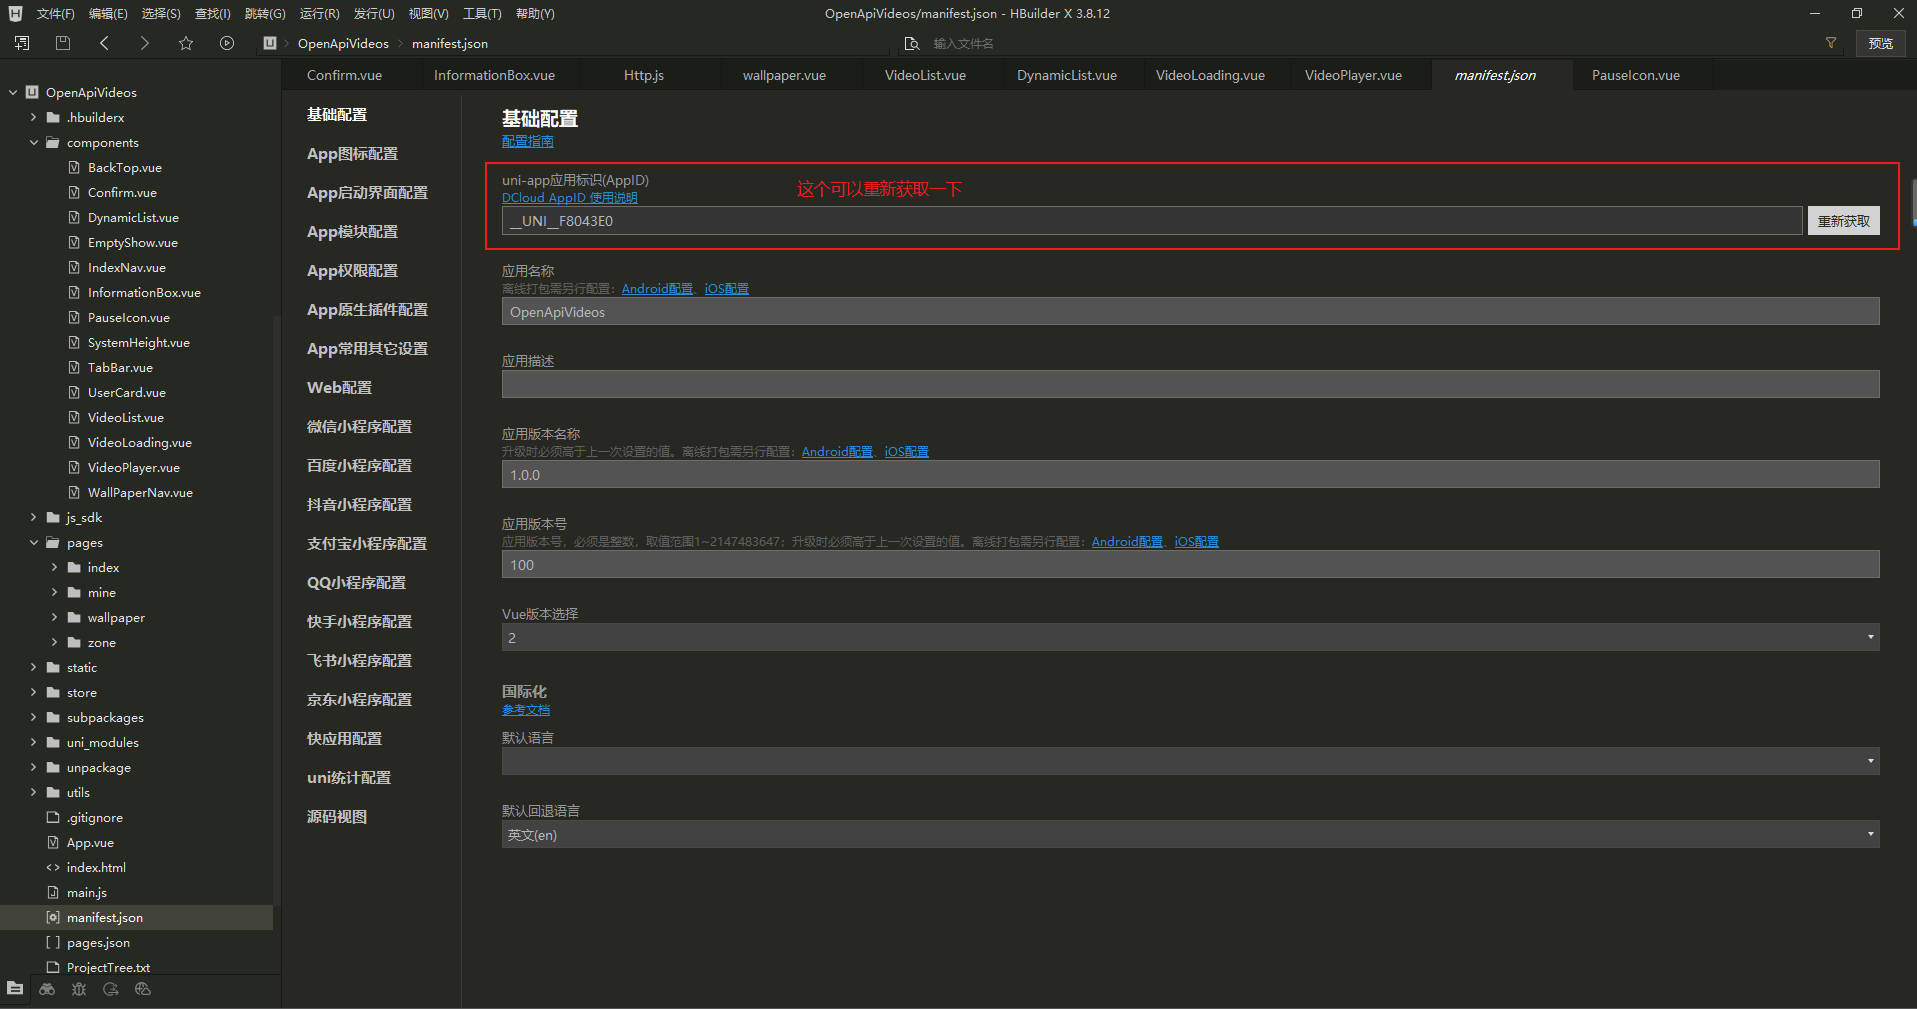 文件(F) 编辑(E) 选择(S) 查找(I) 跳转(G) 运行(R) 发行(U) 视图(V) 工具(T) 帮助(Y)
OpenApiVideos/manifest.json - HBuilder X 3.8.12
OpenApiVideos manifest.json
输入文件名
预览
Confirm.vue InformationBox.vue Http.js wallpaper.vue VideoList.vue DynamicList.vue VideoLoading.vue VideoPlayer.vue manifest.json PauseIcon.vue
OpenApiVideos
.hbuilderx
components
BackTop.vue
Confirm.vue
DynamicList.vue
EmptyShow.vue
IndexNav.vue
InformationBox.vue
PauseIcon.vue
SystemHeight.vue
TabBar.vue
UserCard.vue
VideoList.vue
VideoLoading.vue
VideoPlayer.vue
WallPaperNav.vue
js_sdk
pages
index
mine
wallpaper
zone
static
store
subpackages
uni_modules
unpackage
utils
.gitignore
App.vue
index.html
main.js
manifest.json
pages.json
ProjectTree.txt
基础配置
App图标配置
App启动界面配置
App模块配置
App权限配置
App原生插件配置
App常用其它设置
Web配置
微信小程序配置
百度小程序配置
抖音小程序配置
支付宝小程序配置
QQ小程序配置
快手小程序配置
飞书小程序配置
京东小程序配置
快应用配置
uni统计配置
源码视图
基础配置
配置指南
uni-app应用标识(AppID)
这个可以重新获取一下
DCloud AppID 使用说明
__UNI__F8043E0
重新获取
应用名称
离线打包需另行配置：Android配置、iOS配置
OpenApiVideos
应用描述
应用版本名称
升级时必须高于上一次设置的值。离线打包需另行配置：Android配置、iOS配置
1.0.0
应用版本号
应用版本号，必须是整数，取值范围1~2147483647；升级时必须高于上一次设置的值。离线打包需另行配置：Android配置、iOS配置
100
Vue版本选择
2
国际化
参考文档
默认语言
默认回退语言
英文(en)